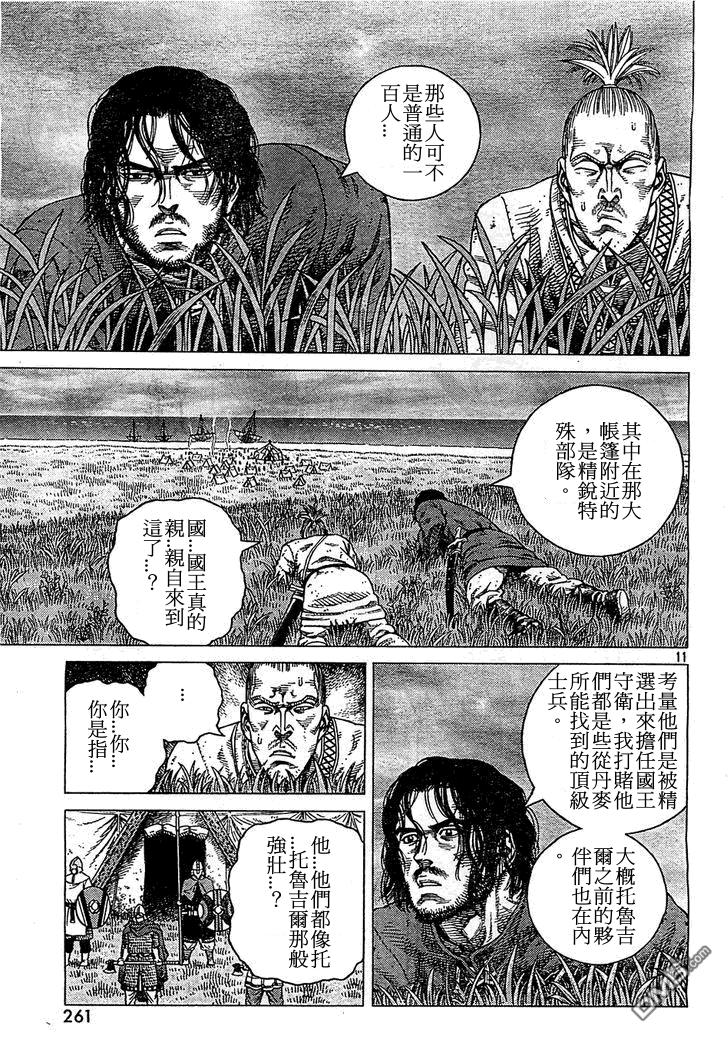 那些人可不
是普通的一
百人…
其中在那大
帳篷附近的
，是精銳特
殊部隊。
國…國王真的
親…親自來到
這了…？
11
考量他們是被精
選出來擔任國王
守衛，我打賭他
們都是些從丹麥
所能找到的頂級
士兵。
大概托魯吉
爾之前的夥
伴們也在內
。
…
你…你
你是指…
他…他們都像托
…托魯吉爾那般
強壯…？
261